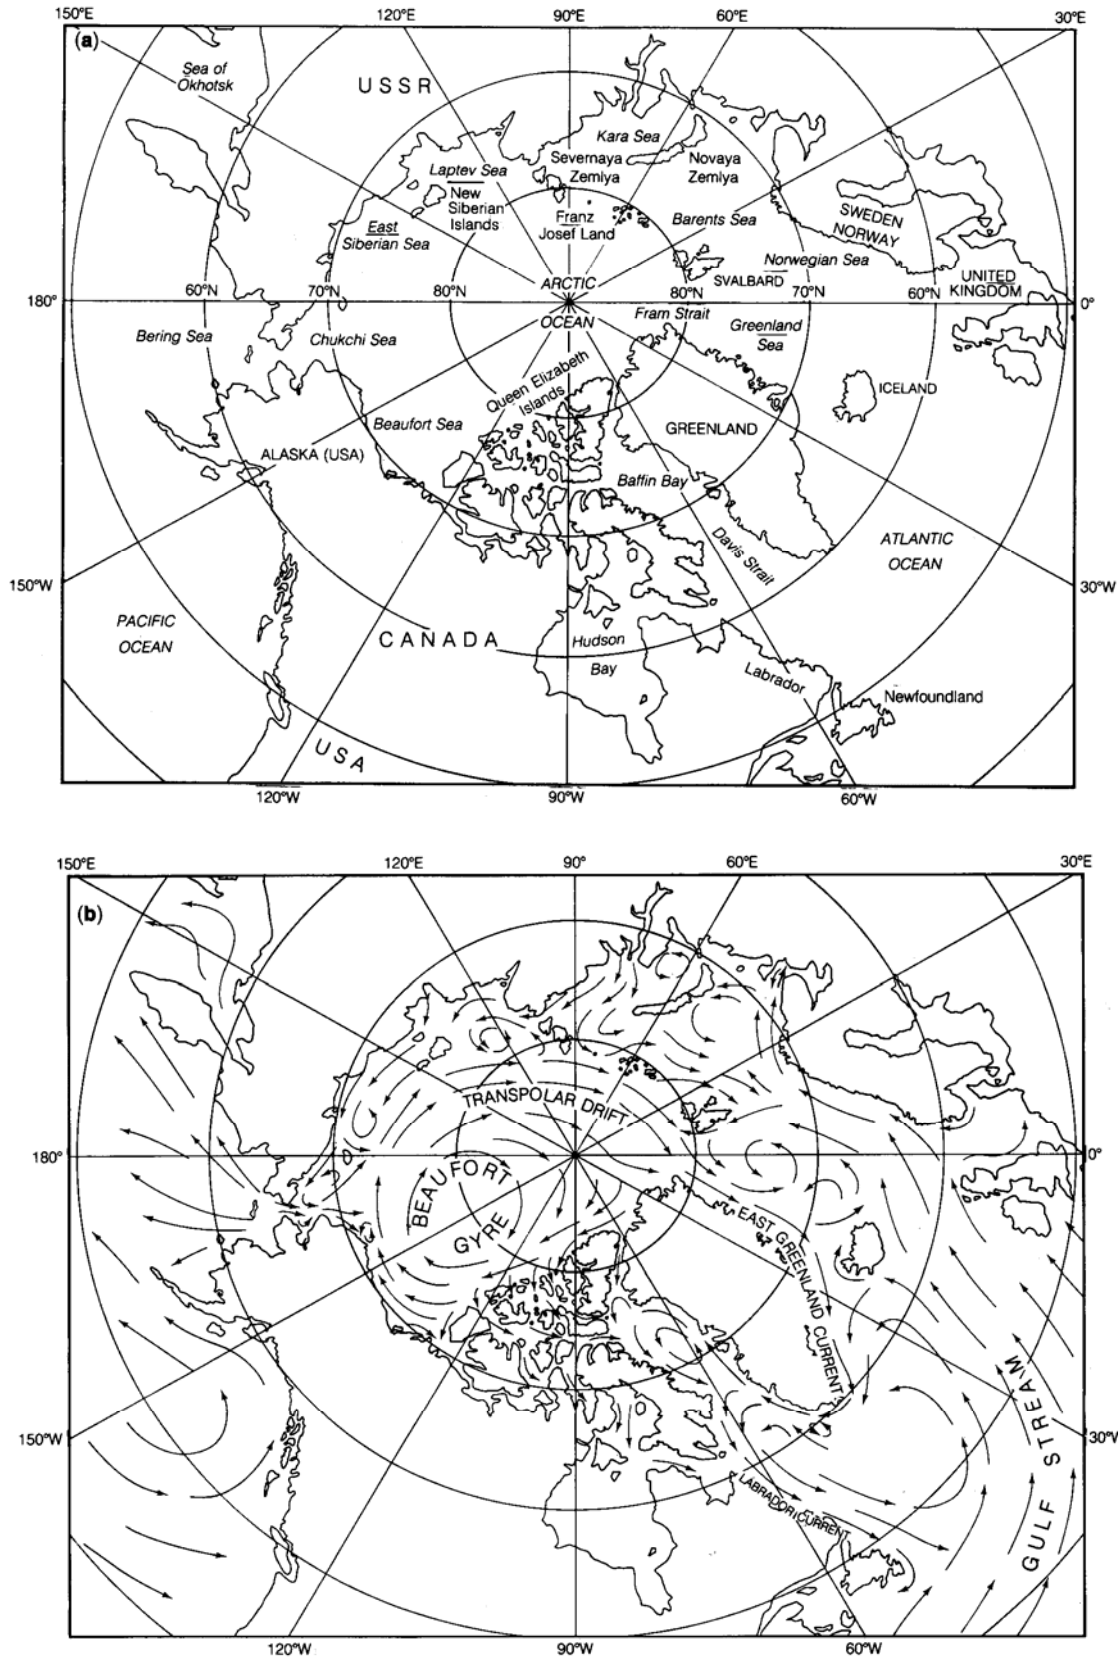 150°E
120°E
90°E
60°E
30°E
(a)
Sea of
Okhotsk
USSR
Kara Sea
Severnaya
Zemlya
Novaya
Zemlya
Laptev Sea
New
Siberian
Islands
East
Siberian Sea
Franz
Josef Land
Barents Sea
SWEDEN
NORWAY
Norwegian Sea
SVALBARD
UNITED
KINGDOM
ARCTIC
OCEAN
180°
60°N
70°N
80°N
80°N
70°N
60°N
0°
Bering Sea
Chukchi Sea
Fram Strait
Greenland
Sea
Queen Elizabeth
Islands
ICELAND
Beaufort Sea
GREENLAND
ALASKA (USA)
Baffin Bay
Davis Strait
ATLANTIC
OCEAN
150°W
30°W
PACIFIC
OCEAN
CANADA
Hudson
Bay
Labrador
Newfoundland
USA
120°W
90°W
60°W
150°E
120°E
90°
60°E
30°E
(b)
TRANSPOLAR DRIFT
180°
0°
BEAUFORT
GYRE
EAST GREENLAND CURRENT
GULF STREAM
150°W
30°W
LABRADOR CURRENT
120°W
90°W
60°W